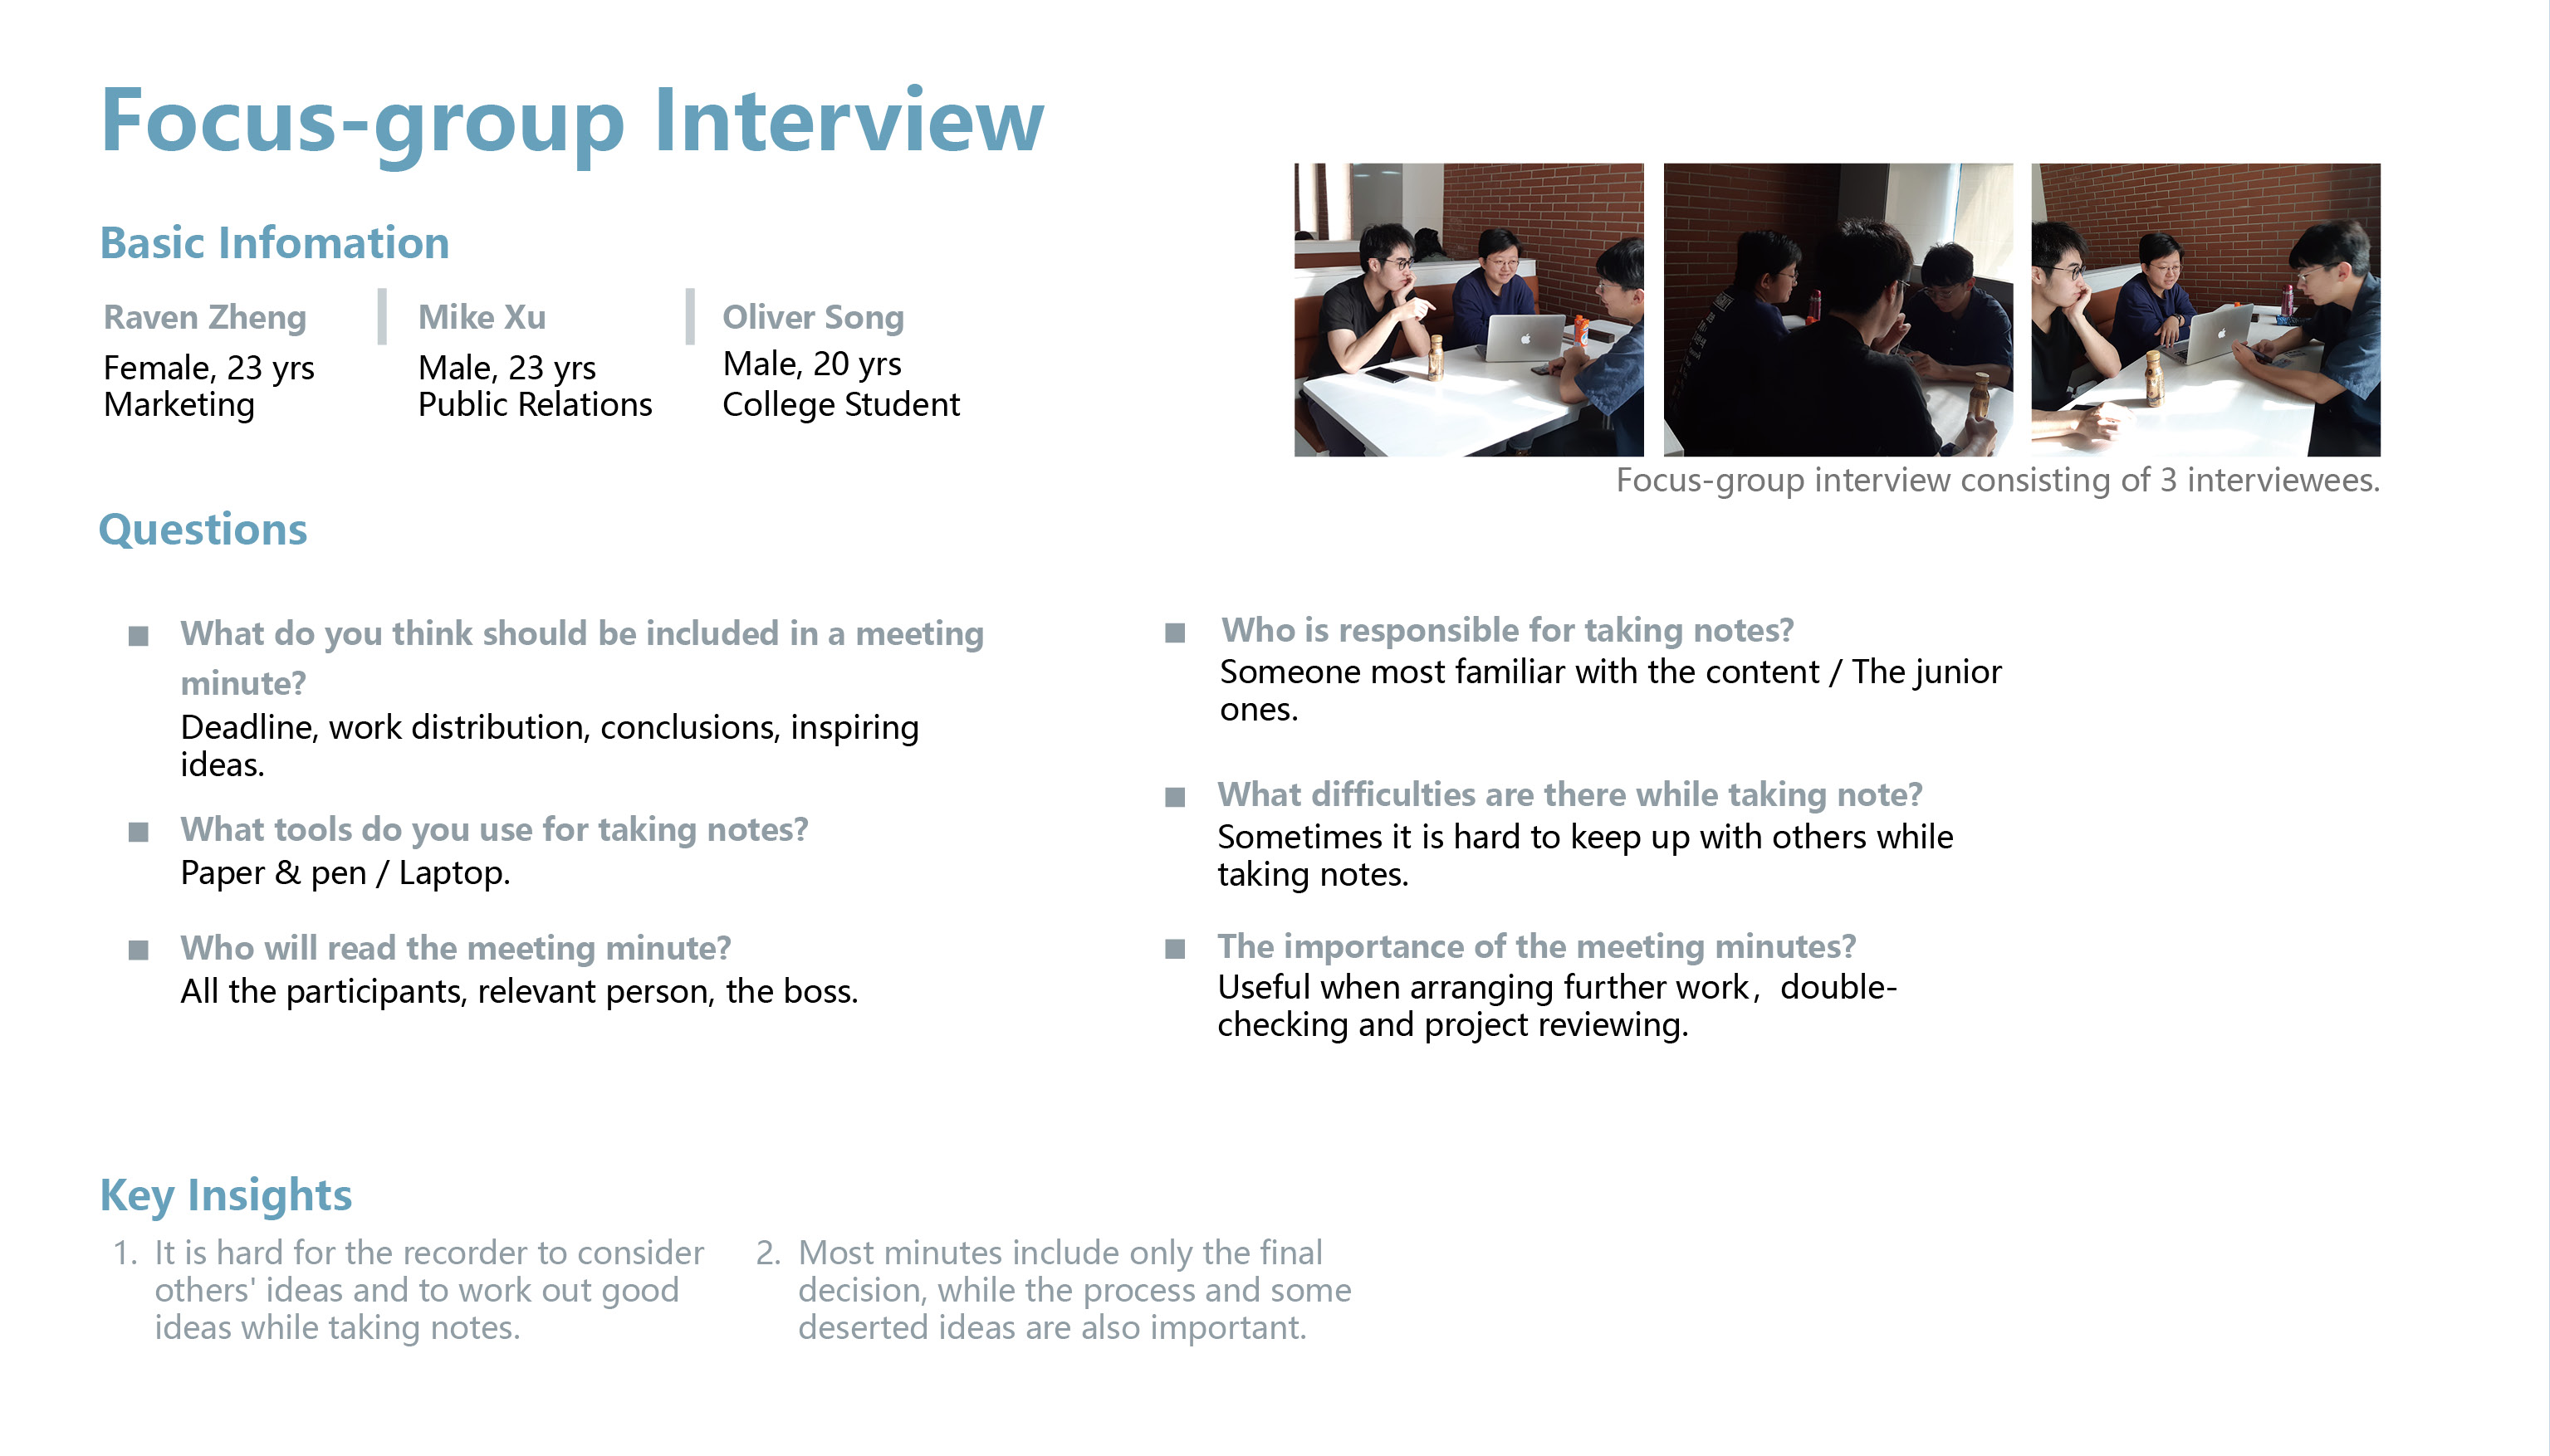 Focus-group Interview
Basic Infomation
Raven Zheng
Female, 23 yrs
Marketing
Mike Xu
Male, 23 yrs
Public Relations
Oliver Song
Male, 20 yrs
College Student
Focus-group interview consisting of 3 interviewees.
Questions
■ What do you think should be included in a meeting
minute?
Deadline, work distribution, conclusions, inspiring
ideas.
■ What tools do you use for taking notes?
Paper & pen / Laptop.
■ Who will read the meeting minute?
All the participants, relevant person, the boss.
■ Who is responsible for taking notes?
Someone most familiar with the content / The junior
ones.
■ What difficulties are there while taking note?
Sometimes it is hard to keep up with others while
taking notes.
■ The importance of the meeting minutes?
Useful when arranging further work，double-
checking and project reviewing.
Key Insights
1. It is hard for the recorder to consider
others' ideas and to work out good
ideas while taking notes.
2. Most minutes include only the final
decision, while the process and some
deserted ideas are also important.